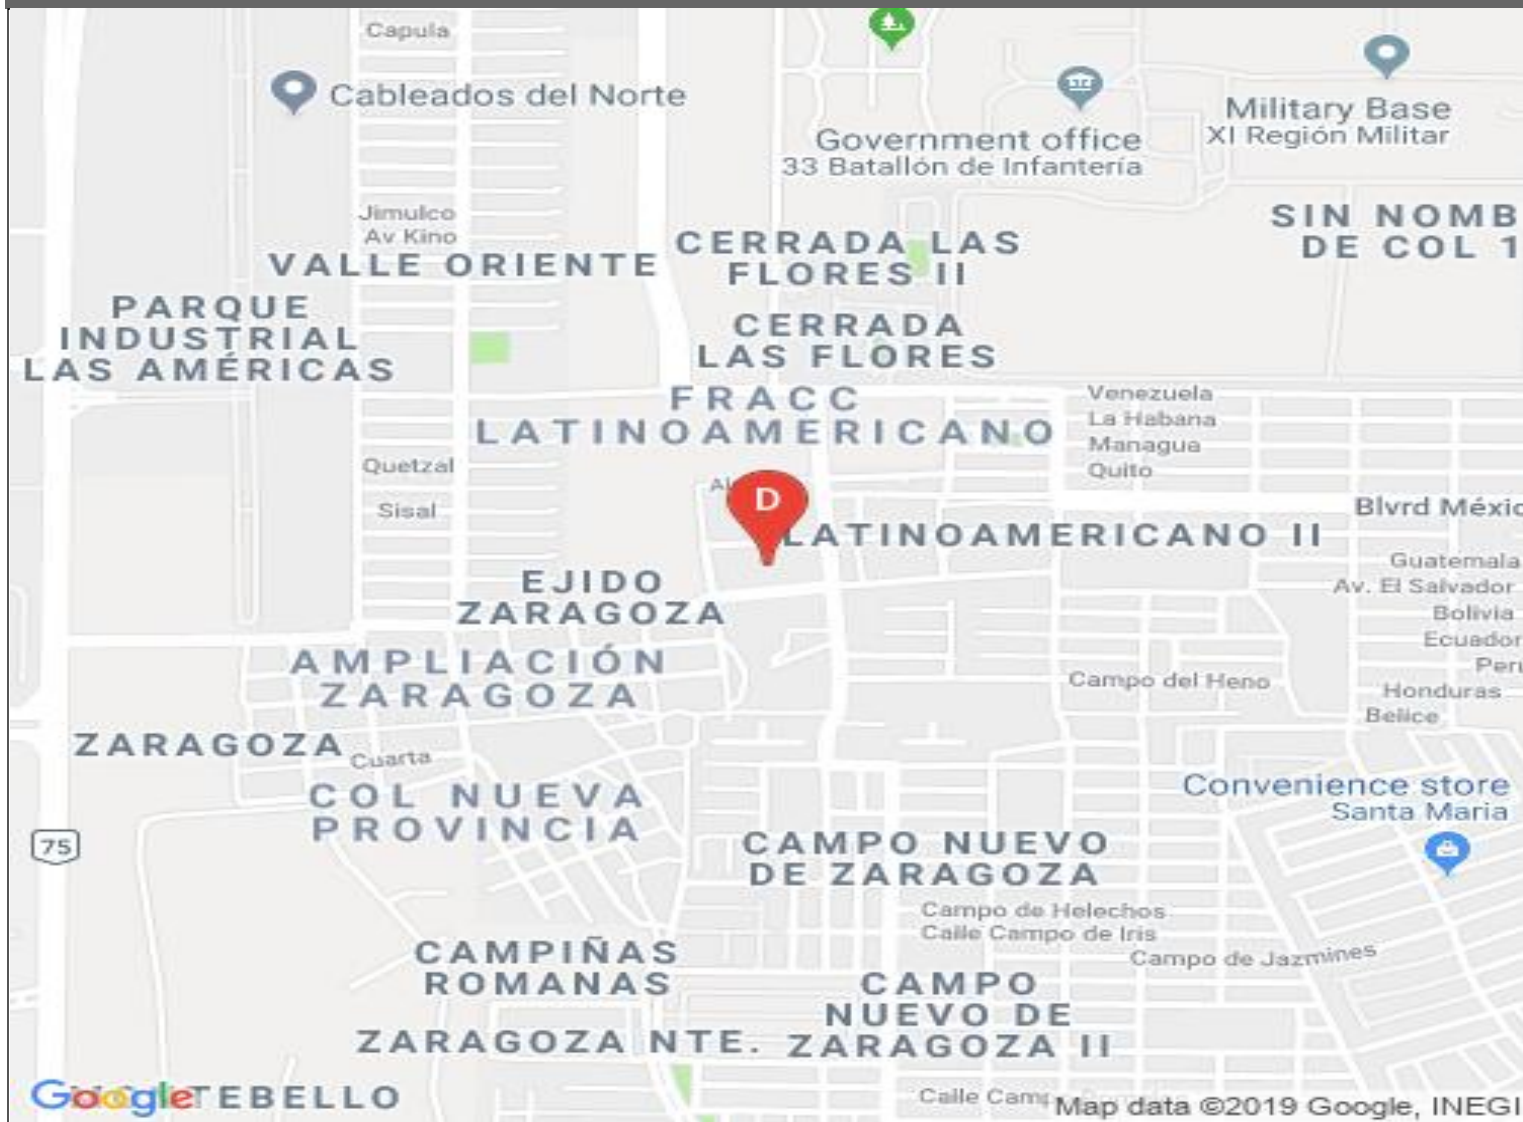 Capula
Cableados del Norte
Military Base
XI Región Militar
Government office
33 Batallón de Infantería
Jimulco
Av Kino
SIN NOMB
DE COL 1
CERRADA LAS
FLORES II
VALLE ORIENTE
PARQUE
INDUSTRIAL
LAS AMÉRICAS
CERRADA
LAS FLORES
FRACC
LATINOAMERICANO
Venezuela
La Habana
Managua
Quito
Quetzal
Sisal
D
Blvrd Méxic
LATINOAMERICANO II
Guatemala
Av. El Salvador
Bolivia
Ecuador
Peru
Honduras
Belice
EJIDO
ZARAGOZA
AMPLIACIÓN
ZARAGOZA
Campo del Heno
ZARAGOZA
Cuarta
COL NUEVA
PROVINCIA
Convenience store
Santa Maria
75
CAMPO NUEVO
DE ZARAGOZA
Campo de Helechos
Calle Campo de Iris
Campo de Jazmines
CAMPIÑAS
ROMANAS
CAMPO
NUEVO DE
ZARAGOZA II
ZARAGOZA NTE.
Google
TEBELLO
Calle Camp
Map data ©2019 Google, INEGI